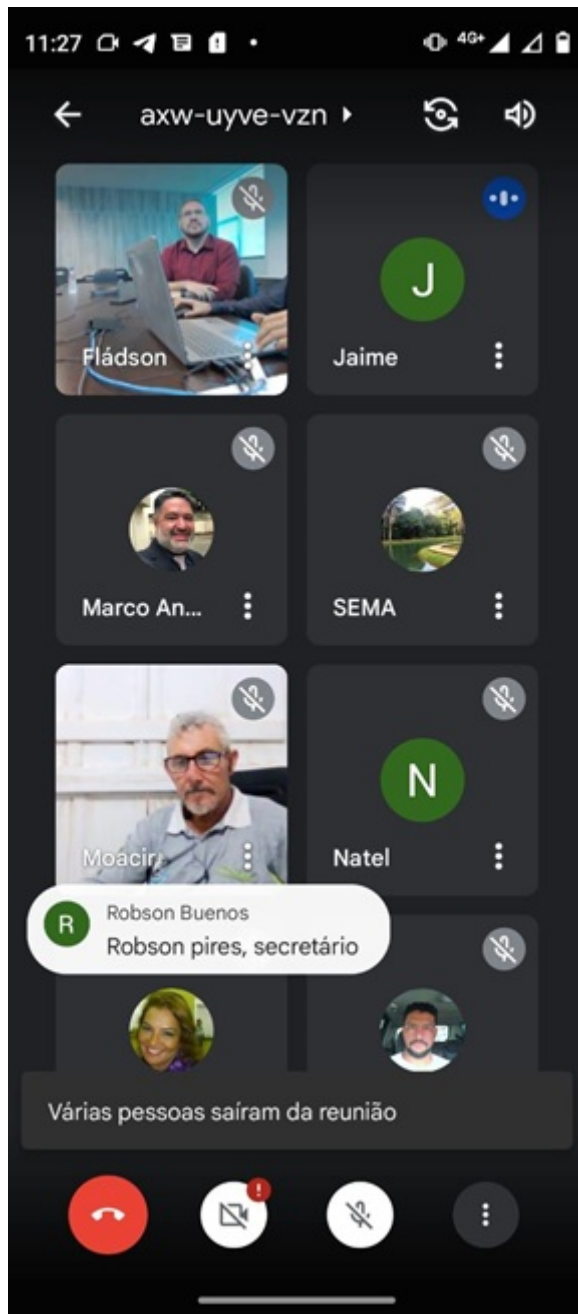 11:27
4G+
axw-uyve-vzn
Fládson
J
Jaime
Marco An...
SEMA
Moacir
N
Natel
R
Robson Buenos
Robson pires, secretário
Várias pessoas saíram da reunião
!